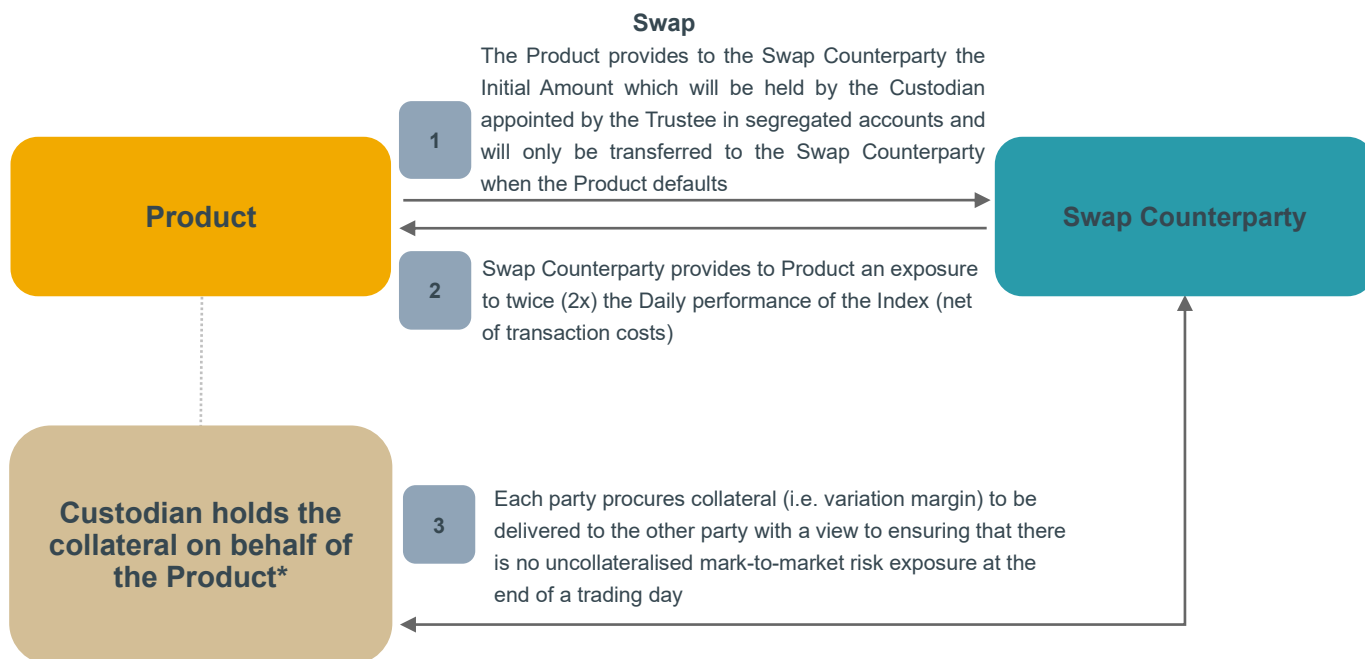 Swap
The Product provides to the Swap Counterparty the
Initial Amount which will be held by the Custodian
appointed by the Trustee in segregated accounts and
will only be transferred to the Swap Counterparty
when the Product defaults
1
Product
Swap Counterparty
2
Swap Counterparty provides to Product an exposure
to twice (2x) the Daily performance of the Index (net
of transaction costs)
Custodian holds the
collateral on behalf of
the Product*
3
Each party procures collateral (i.e. variation margin) to be
delivered to the other party with a view to ensuring that there
is no uncollateralised mark-to-market risk exposure at the
end of a trading day